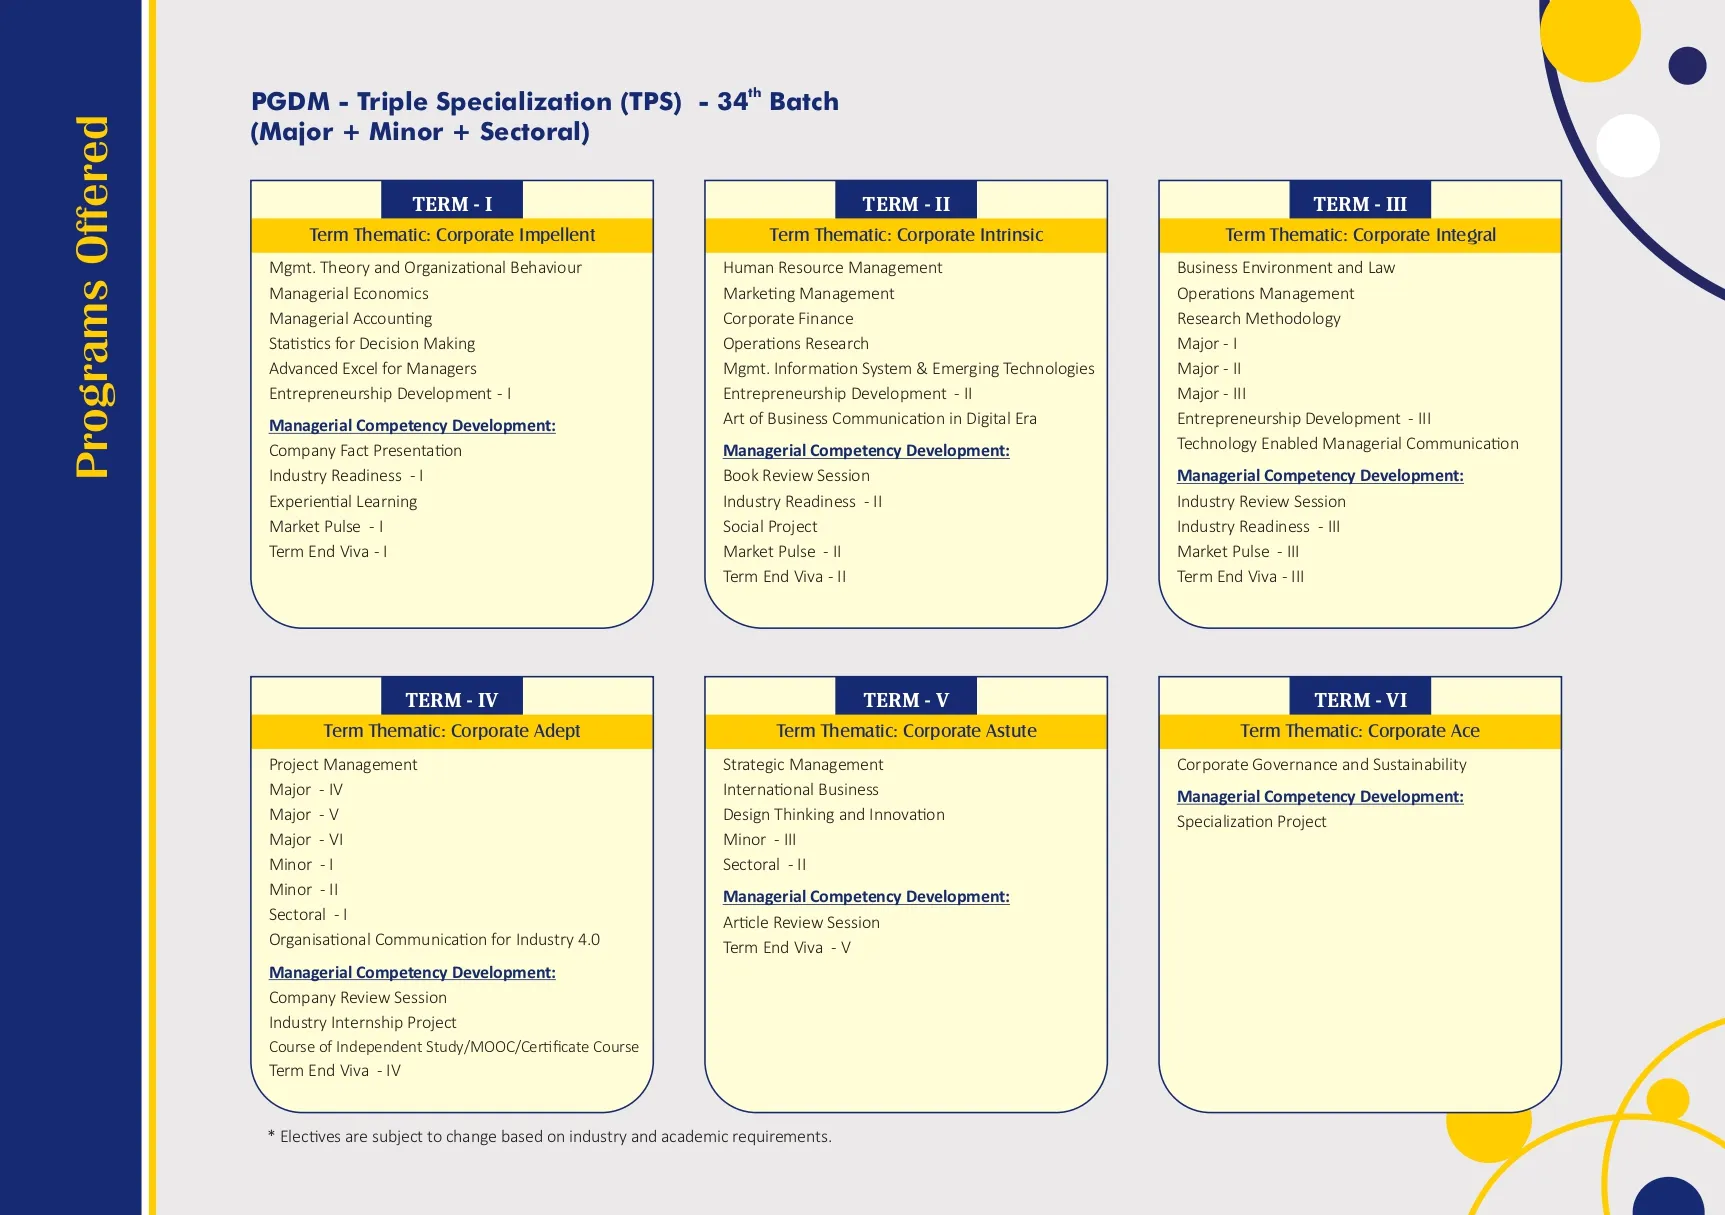 Programs Offered
PGDM - Triple Specialization (TPS) - 34th Batch
(Major + Minor + Sectoral)
TERM - I
Term Thematic: Corporate Impellent
Mgmt. Theory and Organizational Behaviour
Managerial Economics
Managerial Accounting
Statistics for Decision Making
Advanced Excel for Managers
Entrepreneurship Development - I
Managerial Competency Development:
Company Fact Presentation
Industry Readiness - I
Experiential Learning
Market Pulse - I
Term End Viva - I
TERM - II
Term Thematic: Corporate Intrinsic
Human Resource Management
Marketing Management
Corporate Finance
Operations Research
Mgmt. Information System & Emerging Technologies
Entrepreneurship Development - II
Art of Business Communication in Digital Era
Managerial Competency Development:
Book Review Session
Industry Readiness - II
Social Project
Market Pulse - II
Term End Viva - II
TERM - III
Term Thematic: Corporate Integral
Business Environment and Law
Operations Management
Research Methodology
Major - I
Major - II
Major - III
Entrepreneurship Development - III
Technology Enabled Managerial Communication
Managerial Competency Development:
Industry Review Session
Industry Readiness - III
Market Pulse - III
Term End Viva - III
TERM - IV
Term Thematic: Corporate Adept
Project Management
Major - IV
Major - V
Major - VI
Minor - I
Minor - II
Sectoral - I
Organisational Communication for Industry 4.0
Managerial Competency Development:
Company Review Session
Industry Internship Project
Course of Independent Study/MOOC/Certificate Course
Term End Viva - IV
TERM - V
Term Thematic: Corporate Astute
Strategic Management
International Business
Design Thinking and Innovation
Minor - III
Sectoral - II
Managerial Competency Development:
Article Review Session
Term End Viva - V
TERM - VI
Term Thematic: Corporate Ace
Corporate Governance and Sustainability
Managerial Competency Development:
Specialization Project
* Electives are subject to change based on industry and academic requirements.